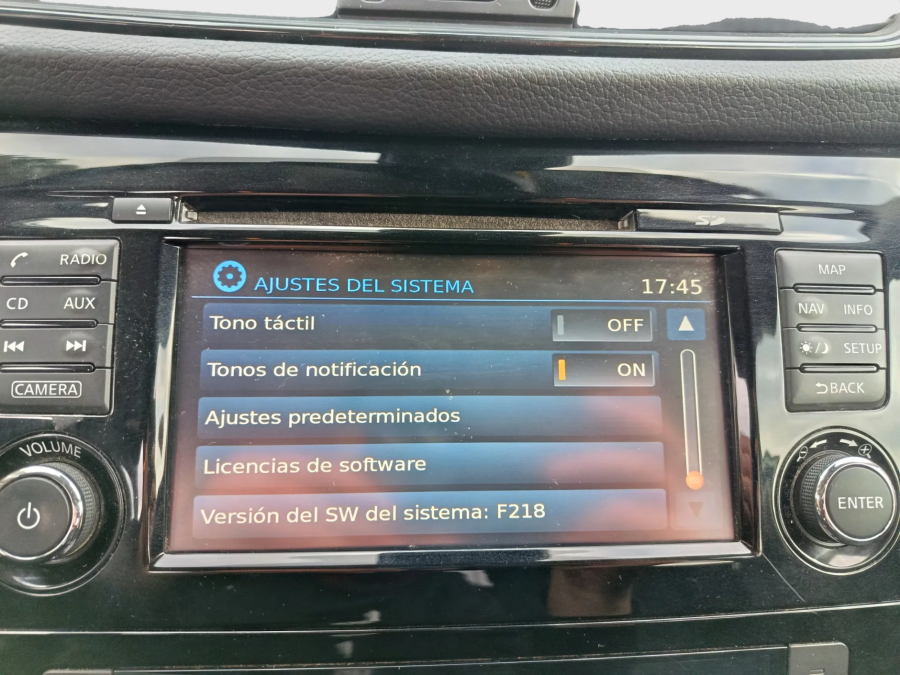 SD
RADIO
CD AUX
CAMERA
VOLUME
AJUSTES DEL SISTEMA 17:45
Tono táctil OFF
Tonos de notificación ON
Ajustes predeterminados
Licencias de software
Versión del SW del sistema: F218
MAP
NAV INFO
SETUP
BACK
ENTER